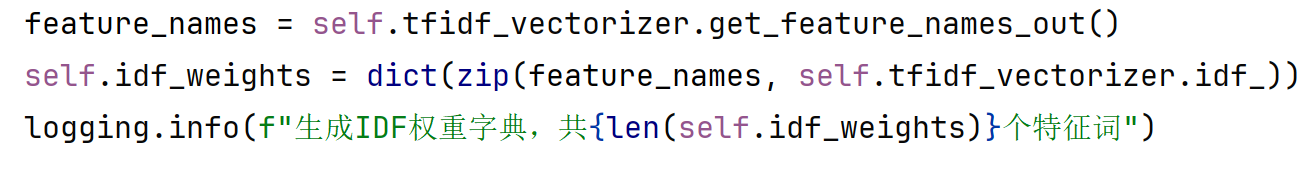 feature_names = self.tfidf_vectorizer.get_feature_names_out()
self.idf_weights = dict(zip(feature_names, self.tfidf_vectorizer.idf_))
logging.info(f"生成IDF权重字典，共{len(self.idf_weights)}个特征词")